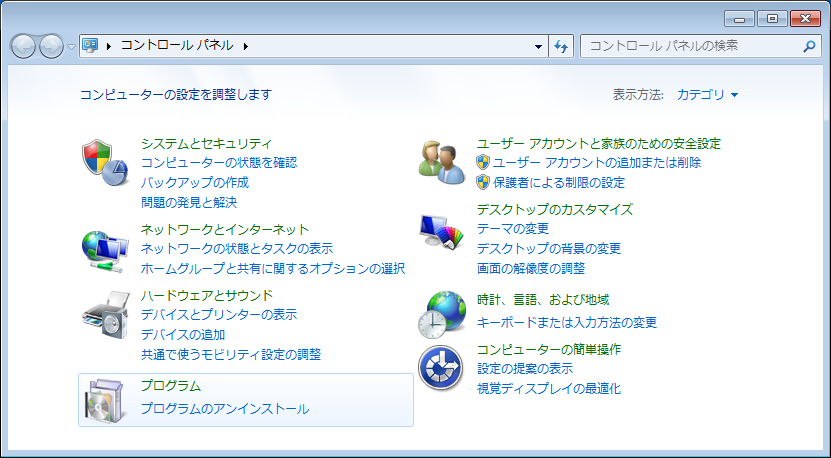 コントロール パネル
コントロール パネルの検索
コンピューターの設定を調整します
表示方法: カテゴリ
システムとセキュリティ
コンピューターの状態を確認
バックアップの作成
問題の発見と解決
ネットワークとインターネット
ネットワークの状態とタスクの表示
ホームグループと共有に関するオプションの選択
ハードウェアとサウンド
デバイスとプリンターの表示
デバイスの追加
共通で使うモビリティ設定の調整
プログラム
プログラムのアンインストール
ユーザー アカウントと家族のための安全設定
ユーザー アカウントの追加または削除
保護者による制限の設定
デスクトップのカスタマイズ
テーマの変更
デスクトップの背景の変更
画面の解像度の調整
時計、言語、および地域
キーボードまたは入力方法の変更
コンピューターの簡単操作
設定の提案の表示
視覚ディスプレイの最適化